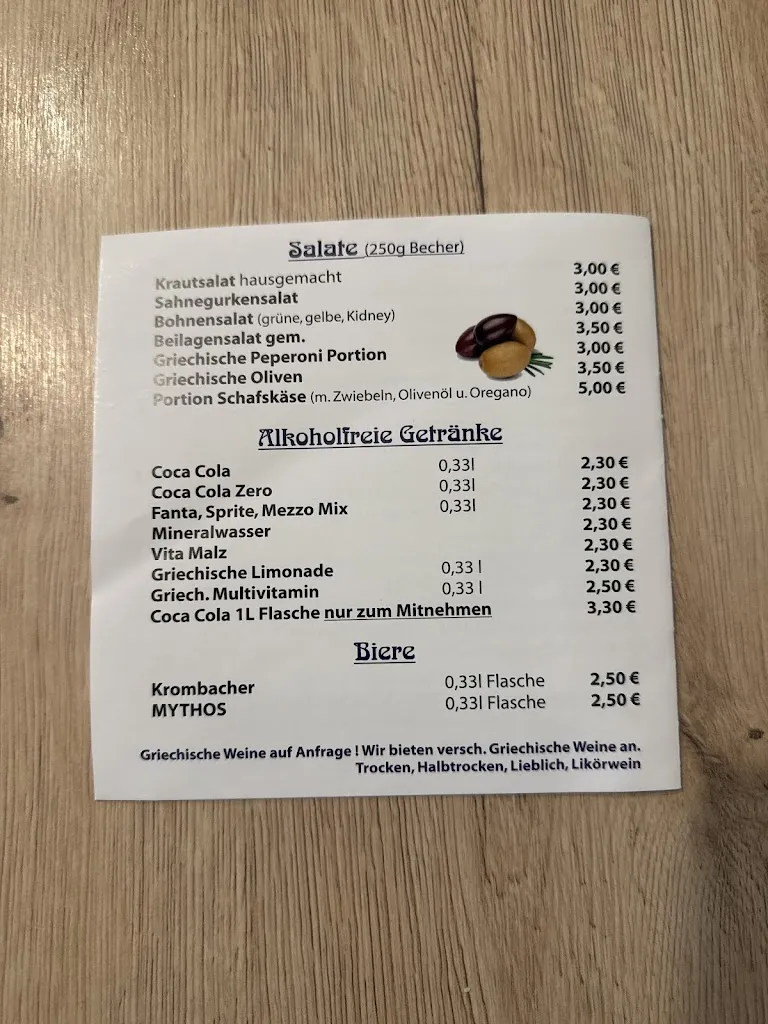 Salate (250g Becher)
Krautsalat hausgemacht 3,00 €
Sahnegurkensalat 3,00 €
Bohnensalat (grüne, gelbe, Kidney) 3,00 €
Beilagensalat gem. 3,50 €
Griechische Peperoni Portion 3,00 €
Griechische Oliven 3,50 €
Portion Schafskäse (m. Zwiebeln, Olivenöl u. Oregano) 5,00 €
Alkoholfreie Getränke
Coca Cola 0,33l 2,30 €
Coca Cola Zero 0,33l 2,30 €
Fanta, Sprite, Mezzo Mix 0,33l 2,30 €
Mineralwasser 2,30 €
Vita Malz 2,30 €
Griechische Limonade 0,33 l 2,30 €
Griech. Multivitamin 0,33 l 2,50 €
Coca Cola 1L Flasche nur zum Mitnehmen 3,30 €
Biere
Krombacher 0,33l Flasche 2,50 €
MYTHOS 0,33l Flasche 2,50 €
Griechische Weine auf Anfrage ! Wir bieten versch. Griechische Weine an.
Trocken, Halbtrocken, Lieblich, Likörwein